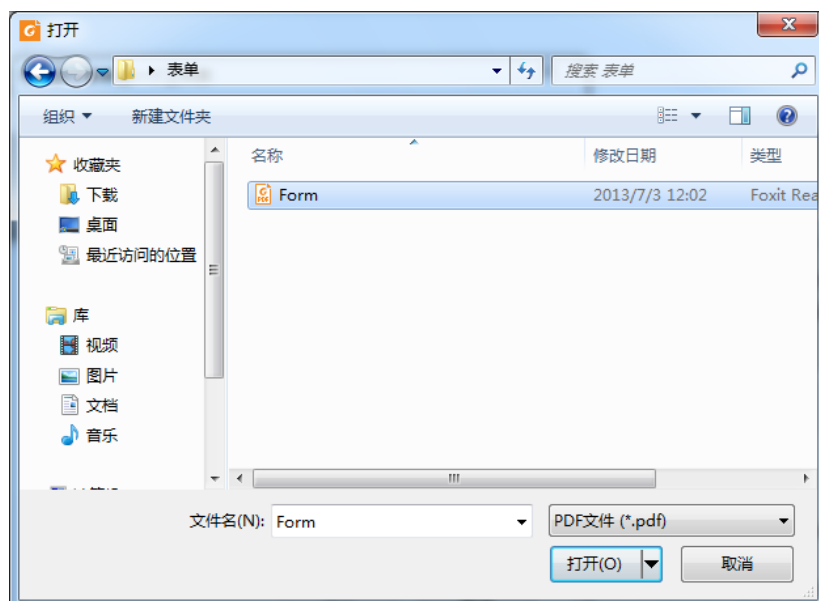 打开
表单
搜索 表单
组织
新建文件夹
收藏夹
下载
桌面
最近访问的位置
库
视频
图片
文档
音乐
名称
修改日期
类型
Form
2013/7/3 12:02
Foxit Rea
文件名(N):
Form
PDF文件 (*.pdf)
打开(O)
取消